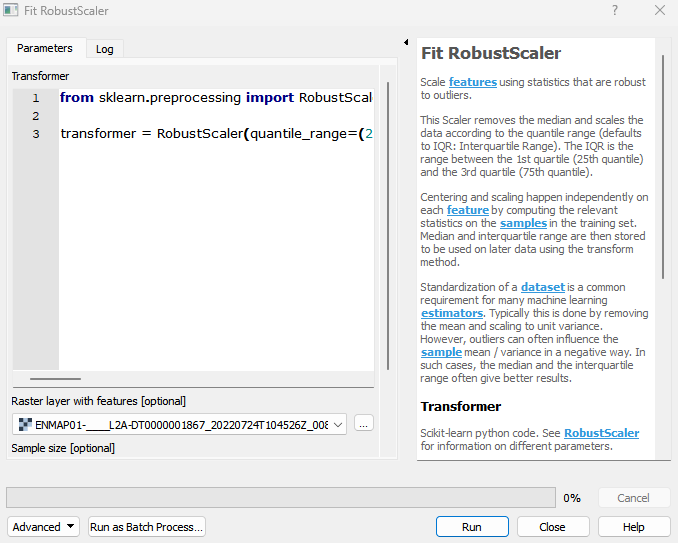 Fit RobustScaler
?
Parameters
Log
Transformer
1 from sklearn.preprocessing import RobustScale
2
3 transformer = RobustScaler(quantile_range=(2
Raster layer with features [optional]
ENMAP01-____L2A-DT0000001867_20220724T104526Z_008
...
Sample size [optional]
Fit RobustScaler
Scale features using statistics that are robust
to outliers.
This Scaler removes the median and scales the
data according to the quantile range (defaults
to IQR: Interquartile Range). The IQR is the
range between the 1st quartile (25th quantile)
and the 3rd quartile (75th quantile).
Centering and scaling happen independently on
each feature by computing the relevant
statistics on the samples in the training set.
Median and interquartile range are then stored
to be used on later data using the transform
method.
Standardization of a dataset is a common
requirement for many machine learning
estimators. Typically this is done by removing
the mean and scaling to unit variance.
However, outliers can often influence the
sample mean / variance in a negative way. In
such cases, the median and the interquartile
range often give better results.
Transformer
Scikit-learn python code. See RobustScaler
for information on different parameters.
0%
Cancel
Advanced
Run as Batch Process...
Run
Close
Help